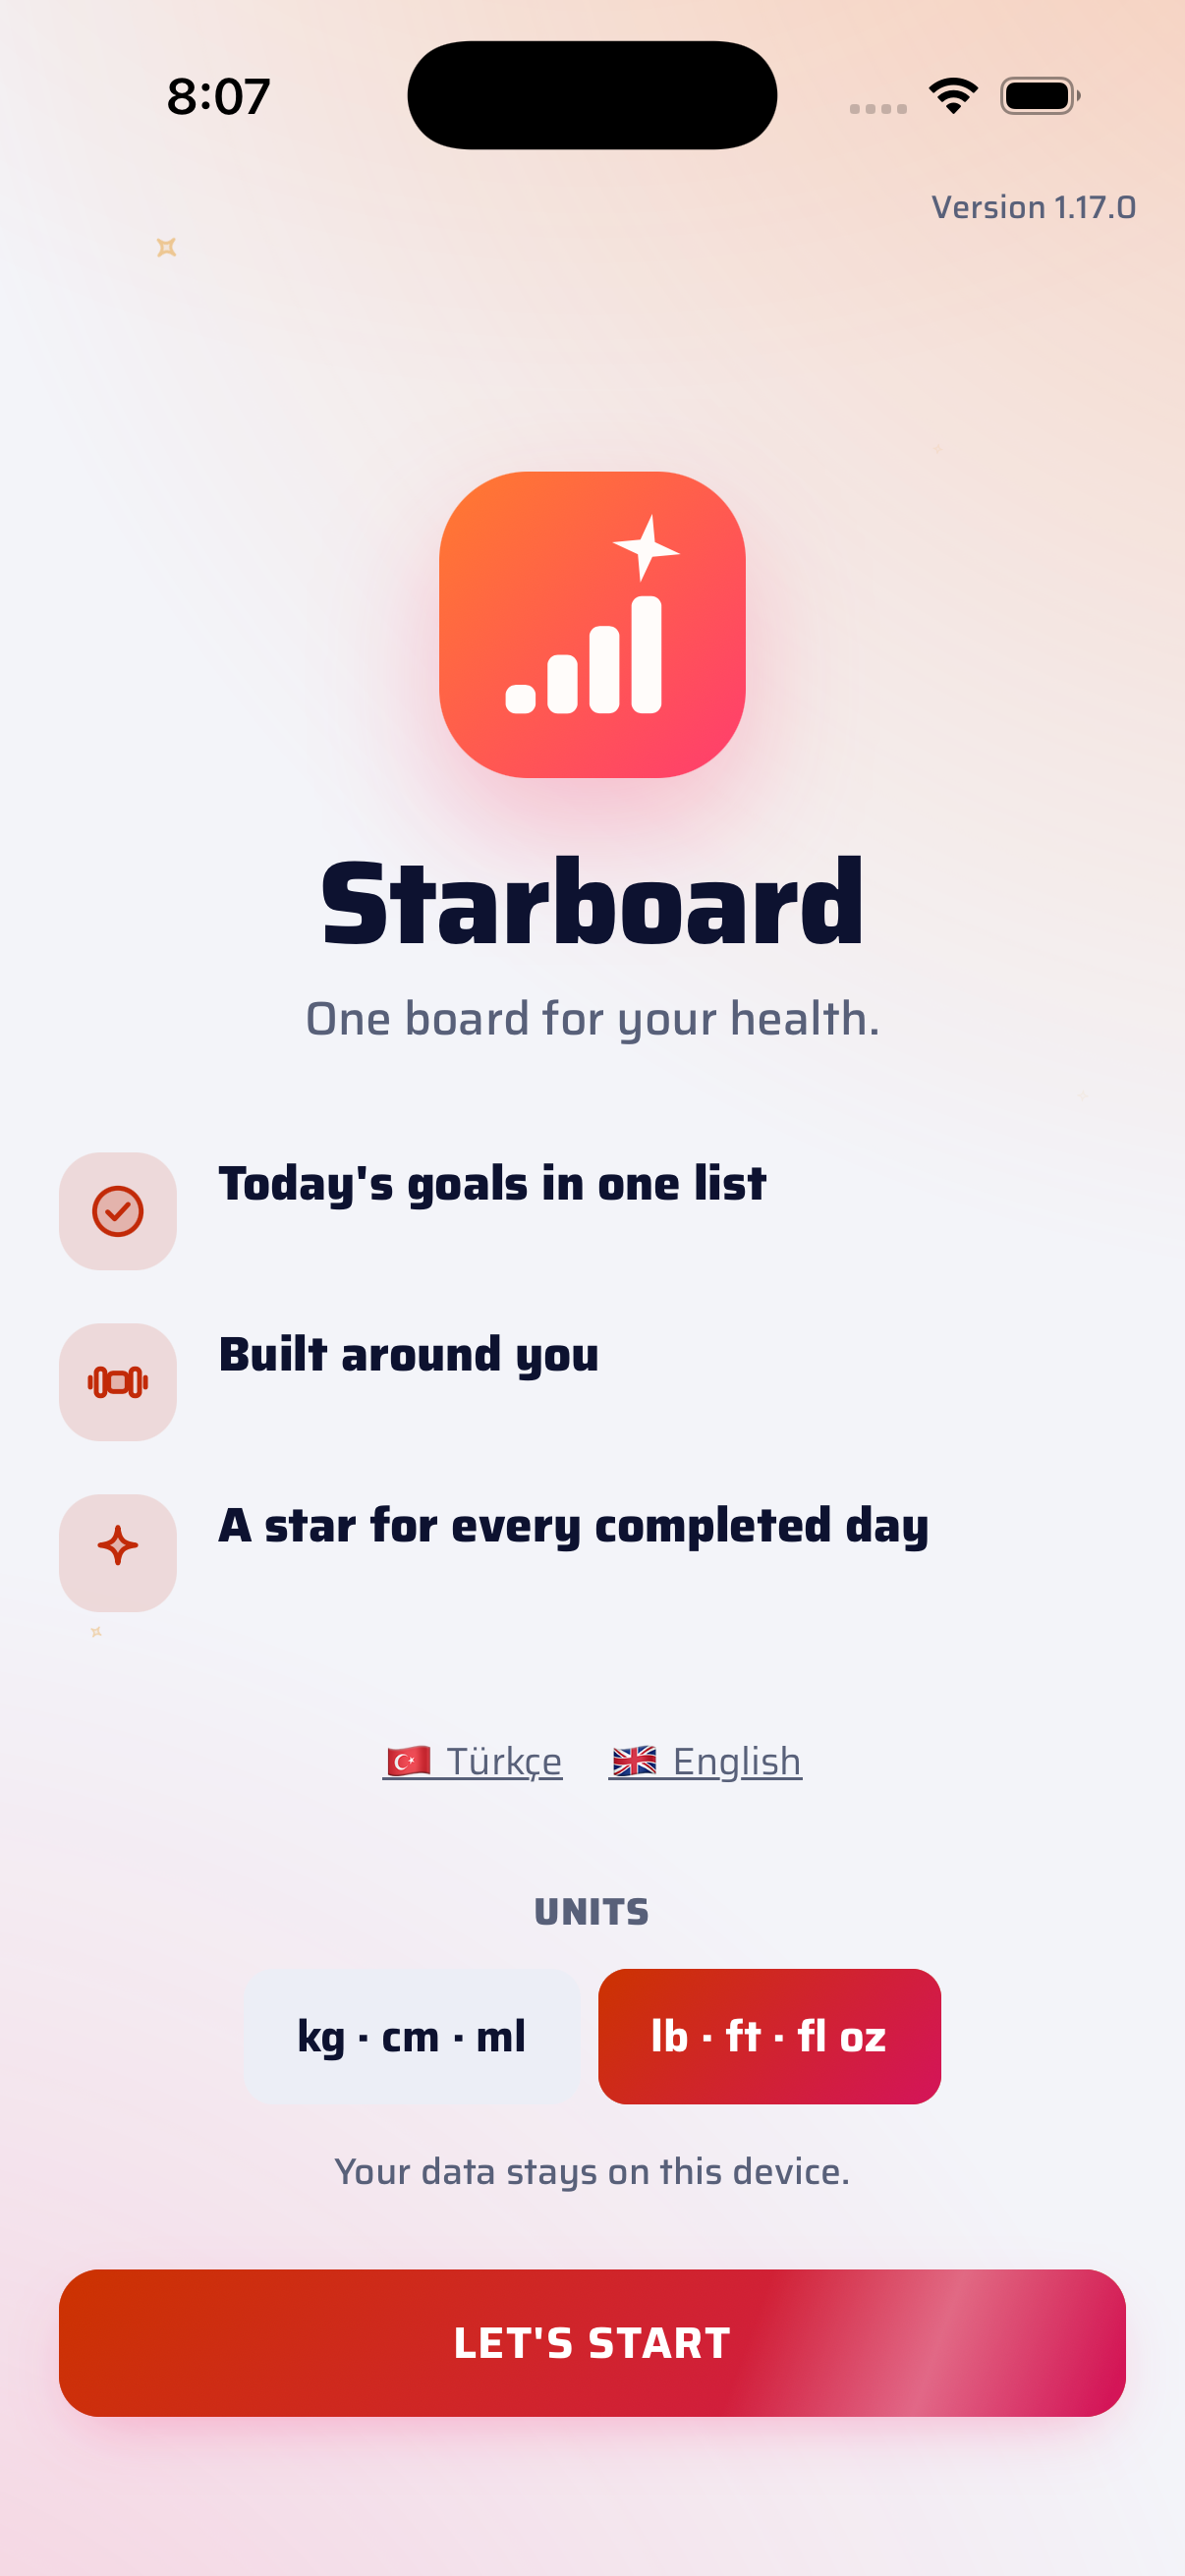 8:07
Version 1.17.0
Starboard
One board for your health.
Today's goals in one list
Built around you
A star for every completed day
Türkçe English
UNITS
kg · cm · ml lb · ft · fl oz
Your data stays on this device.
LET'S START